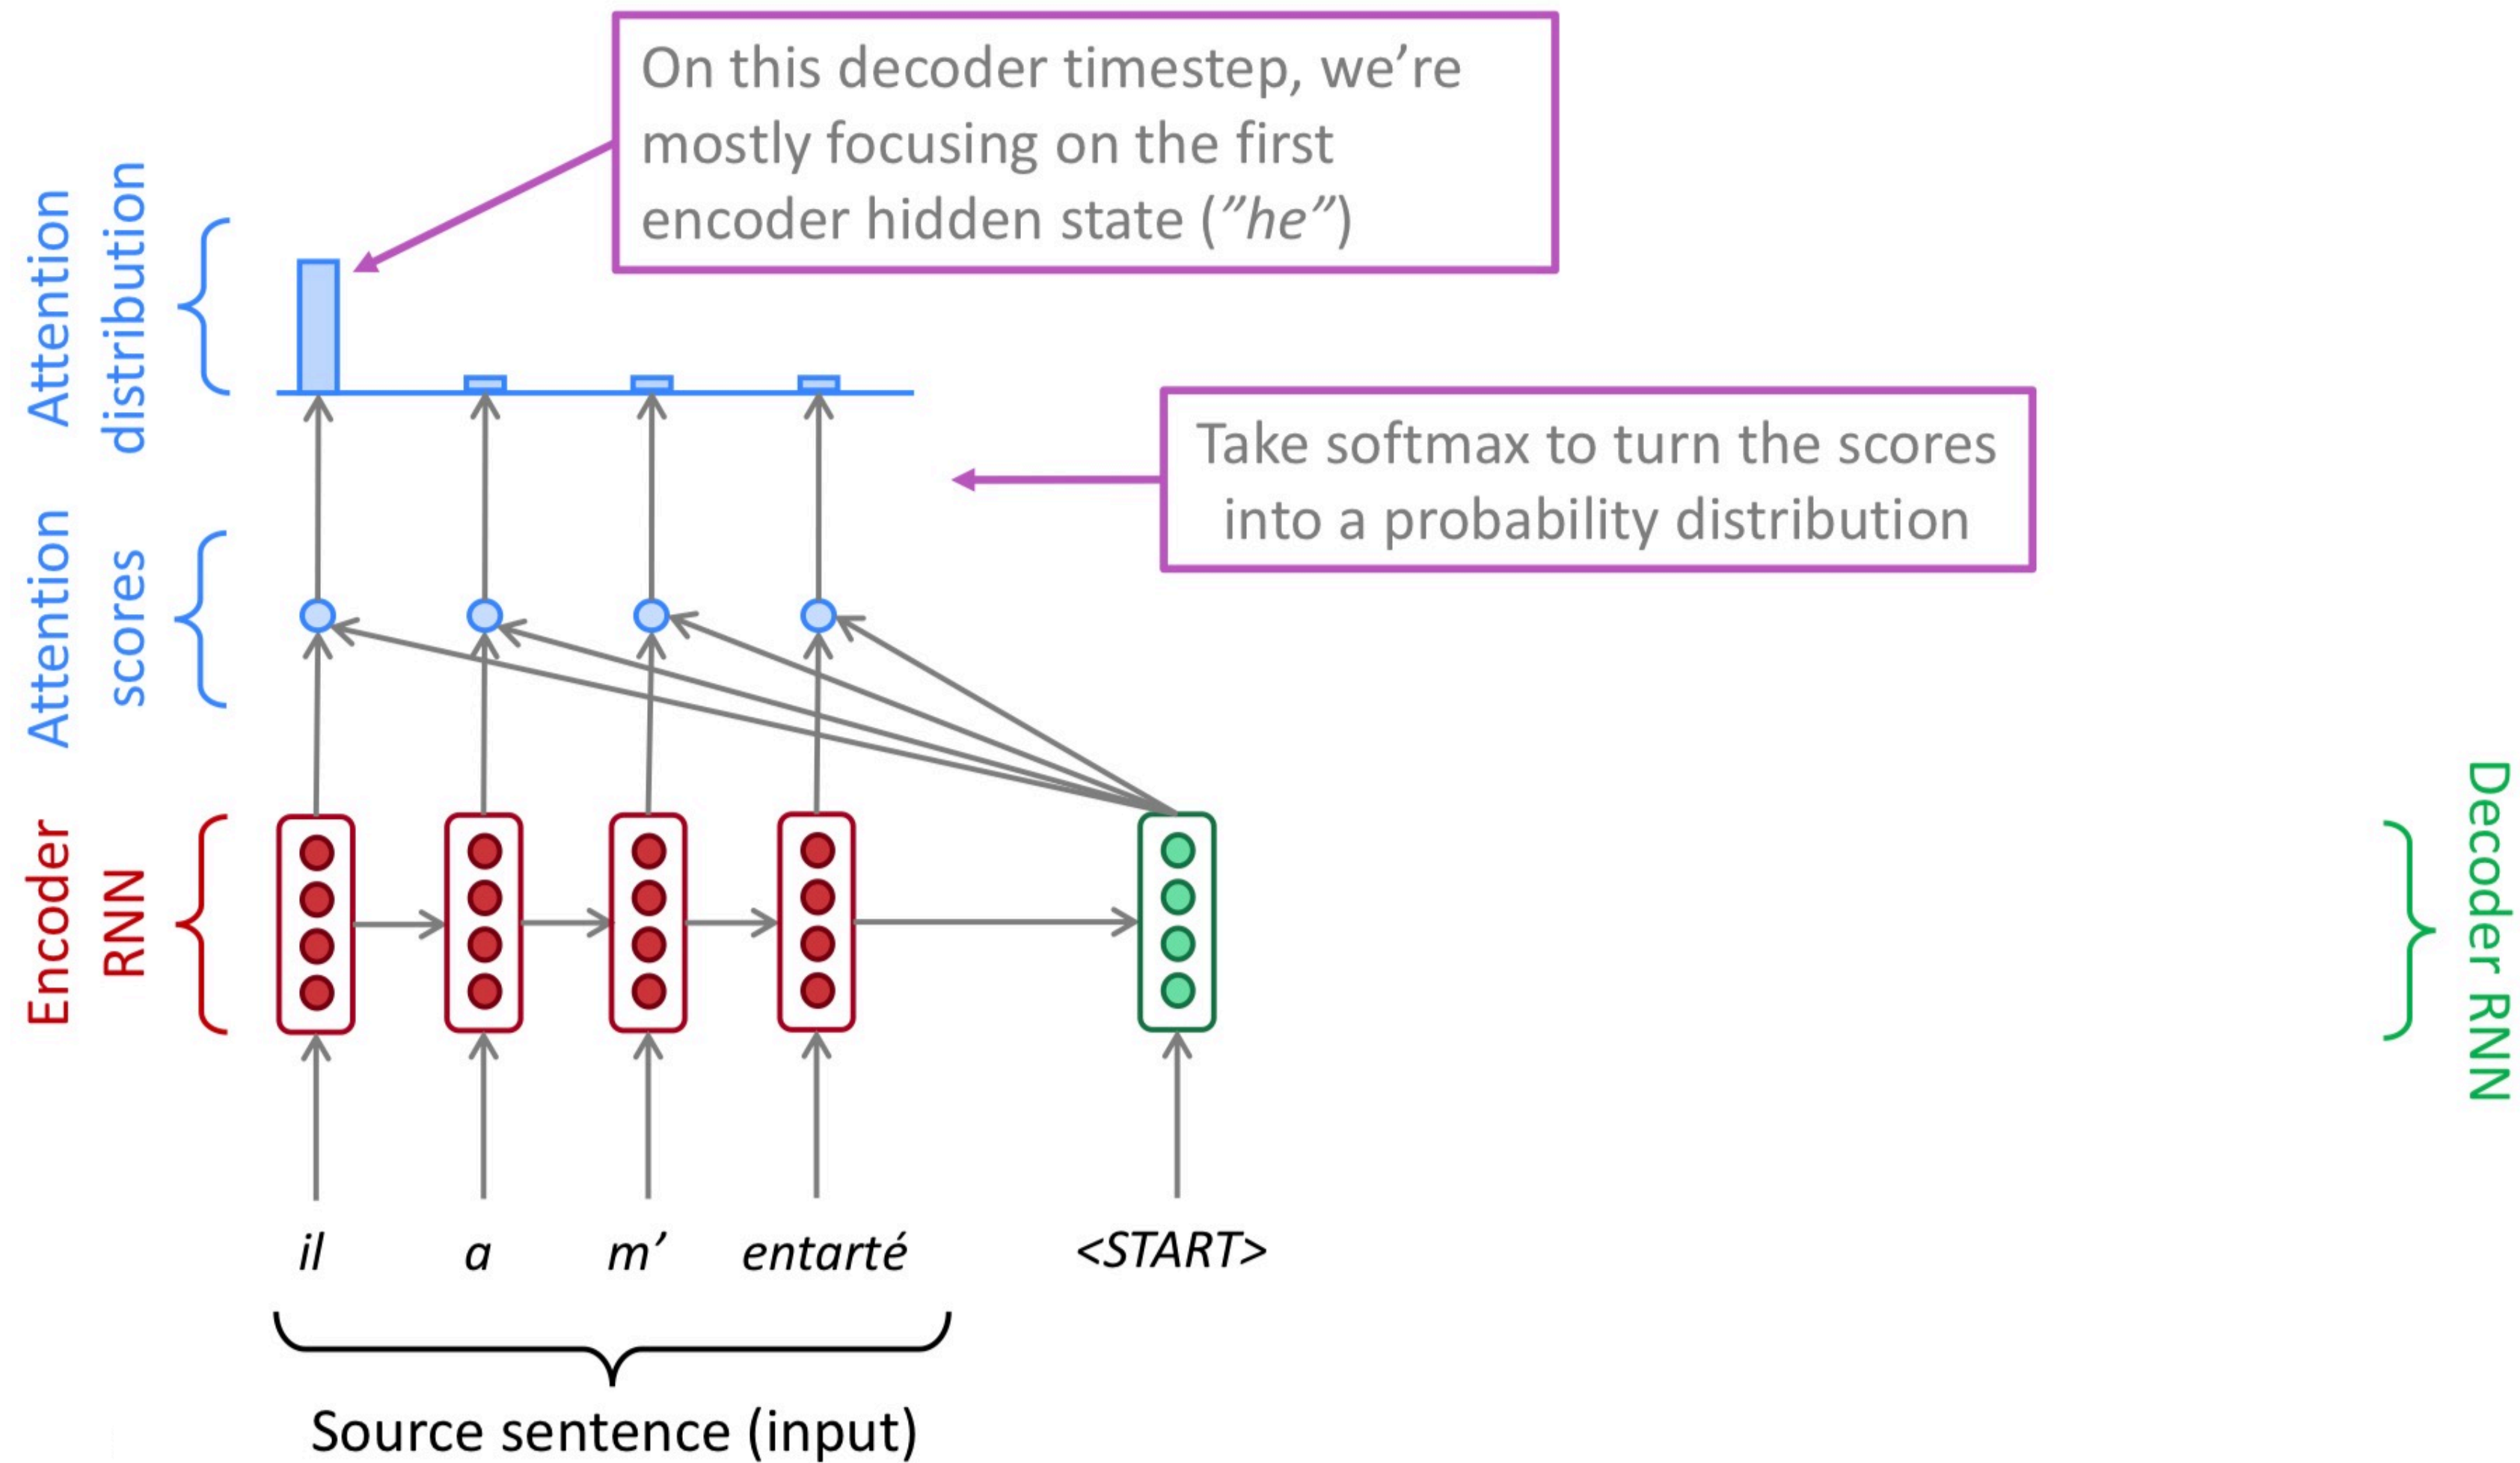 On this decoder timestep, we’re
mostly focusing on the first
encoder hidden state (”he”)
Attention
distribution
Take softmax to turn the scores
into a probability distribution
Attention
scores
Encoder
RNN
Decoder RNN
il a m’ entarté <START>
Source sentence (input)